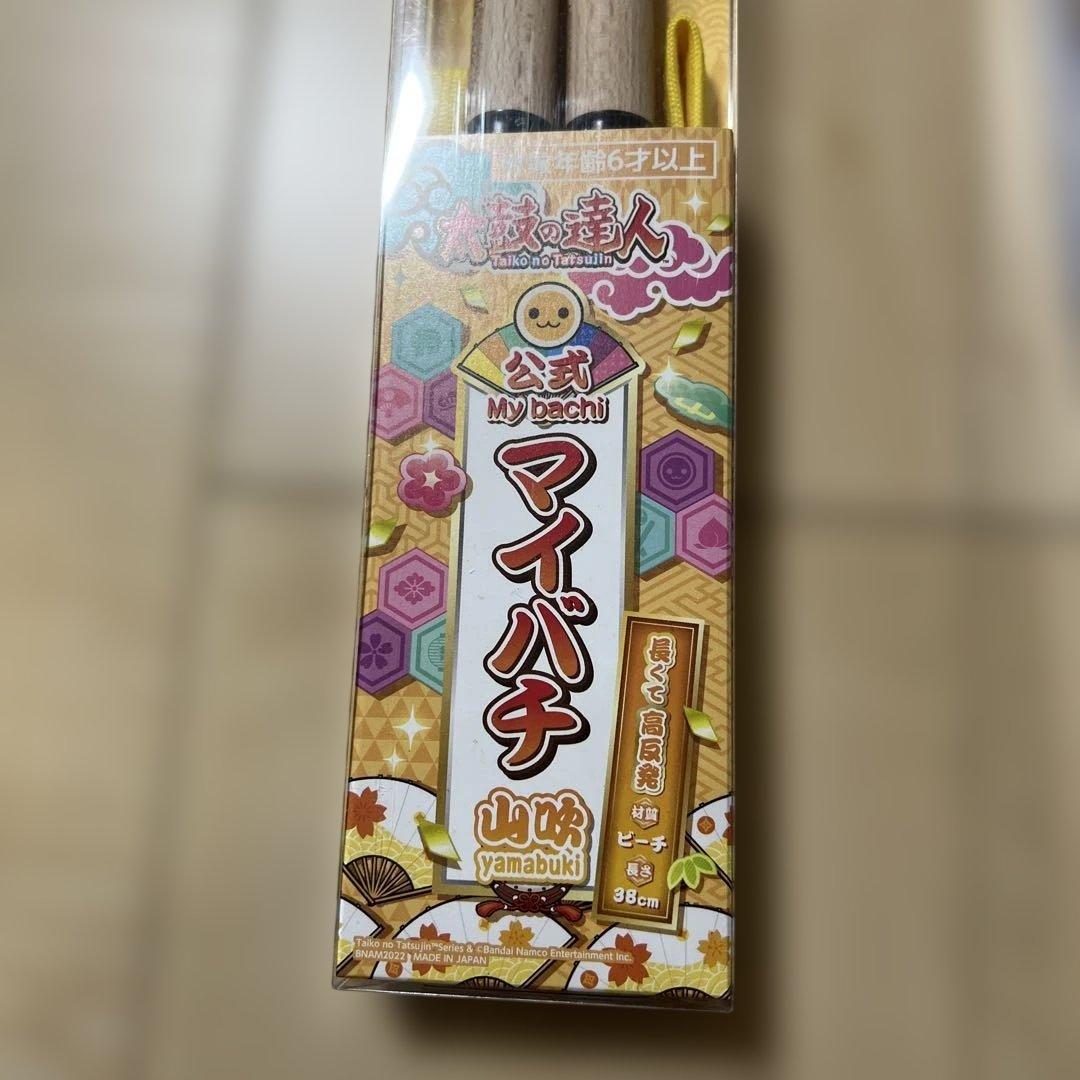 年齢6才以上
太鼓の達人
Taiko no Tatsujin
公式
My bachi
マイバチ
山吹
yamabuki
長くて高反発
材質
ビーチ
長さ
38cm
Taiko no Tatsujin™Series & ©Bandai Namco Entertainment Inc.
BNAM2022 MADE IN JAPAN